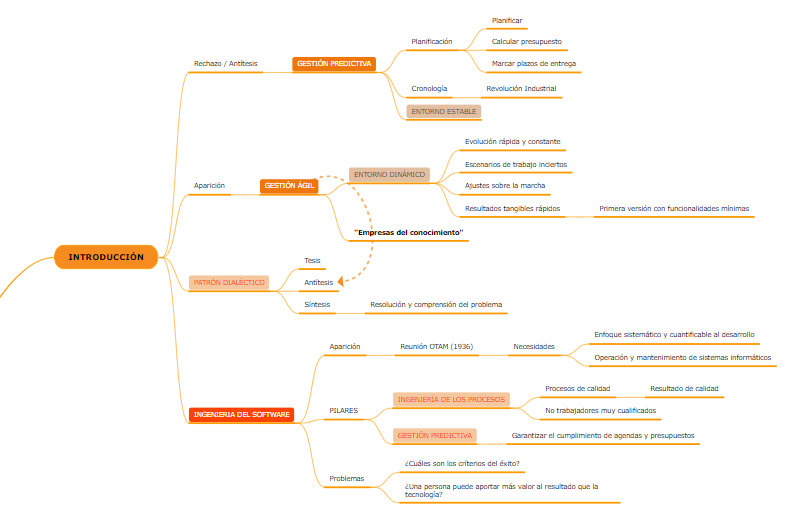 INTRODUCCIÓN
Rechazo / Antítesis
GESTIÓN PREDICTIVA
Planificación
Planificar
Calcular presupuesto
Marcar plazos de entrega
Cronología
Revolución Industrial
ENTORNO ESTABLE
Aparición
GESTIÓN ÁGIL
ENTORNO DINÁMICO
Evolución rápida y constante
Escenarios de trabajo inciertos
Ajustes sobre la marcha
Resultados tangibles rápidos
Primera versión con funcionalidades mínimas
"Empresas del conocimiento"
PATRÓN DIALÉCTICO
Tesis
Antítesis
Síntesis
Resolución y comprensión del problema
INGENIERIA DEL SOFTWARE
Aparición
Reunión OTAM (1936)
Necesidades
Enfoque sistemático y cuantificable al desarrollo
Operación y mantenimiento de sistemas informáticos
PILARES
INGENIERÍA DE LOS PROCESOS
Procesos de calidad
Resultado de calidad
No trabajadores muy cualificados
GESTIÓN PREDICTIVA
Garantizar el cumplimiento de agendas y presupuestos
Problemas
¿Cuáles son los críterios del éxito?
¿Una persona puede aportar más valor al resultado que la
tecnología?